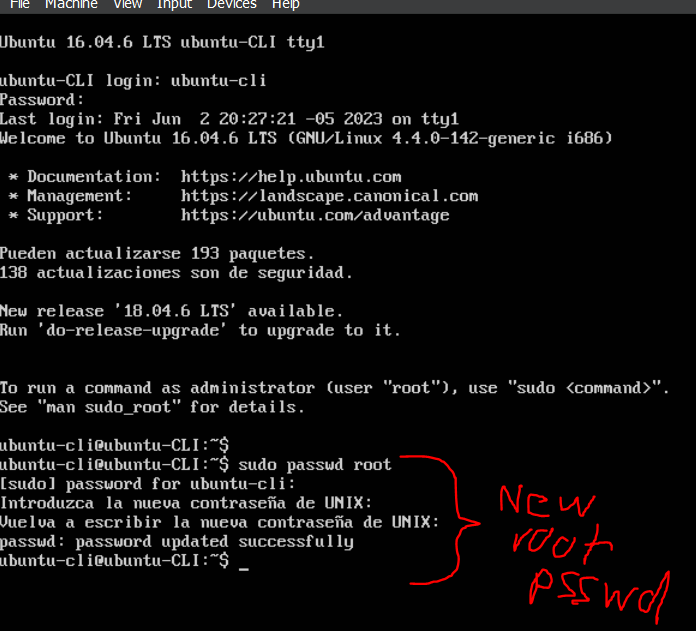 File Machine View Input Devices Help
Ubuntu 16.04.6 LTS ubuntu-CLI tty1
ubuntu-CLI login: ubuntu-cli
Password:
Last login: Fri Jun  2 20:27:21 -05 2023 on tty1
Welcome to Ubuntu 16.04.6 LTS (GNU/Linux 4.4.0-142-generic i686)
* Documentation:  https://help.ubuntu.com
* Management:     https://landscape.canonical.com
* Support:        https://ubuntu.com/advantage
Pueden actualizarse 193 paquetes.
138 actualizaciones son de seguridad.
New release '18.04.6 LTS' available.
Run 'do-release-upgrade' to upgrade to it.
To run a command as administrator (user "root"), use "sudo <command>".
See "man sudo_root" for details.
ubuntu-cli@ubuntu-CLI:~$
ubuntu-cli@ubuntu-CLI:~$ sudo passwd root
[sudo] password for ubuntu-cli:
Introduzca la nueva contraseña de UNIX:
Vuelva a escribir la nueva contraseña de UNIX:
passwd: password updated successfully
ubuntu-cli@ubuntu-CLI:~$ _
New
root
psswd